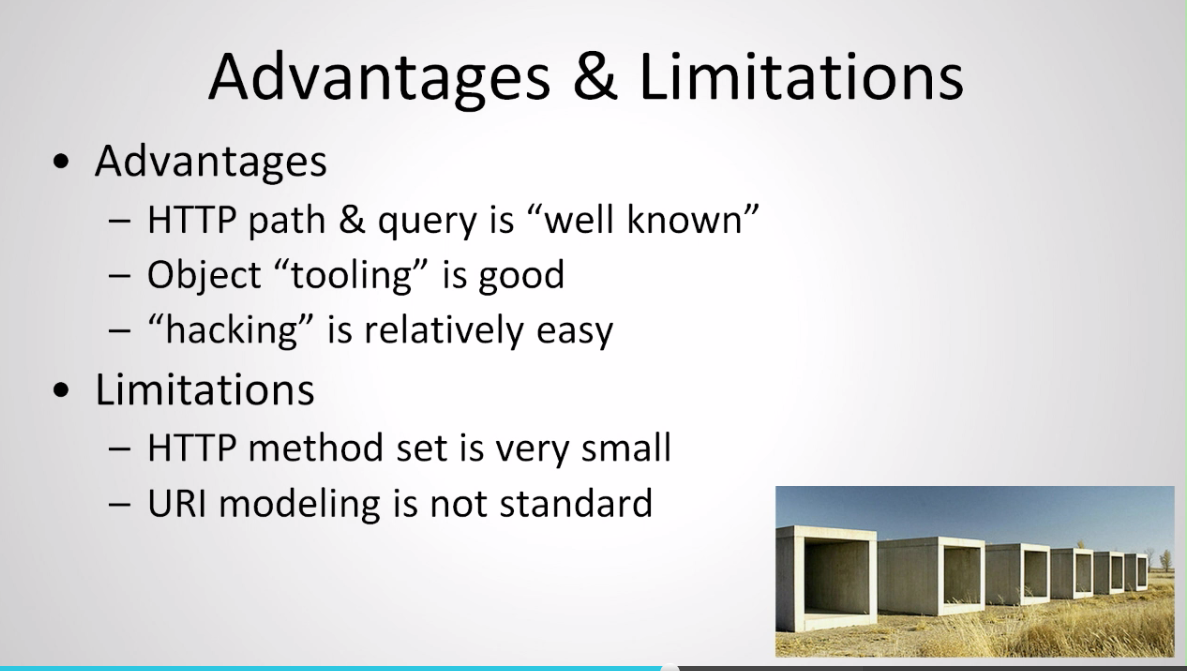 Advantages & Limitations
• Advantages
– HTTP path & query is “well known”
– Object “tooling” is good
– “hacking” is relatively easy
• Limitations
– HTTP method set is very small
– URI modeling is not standard